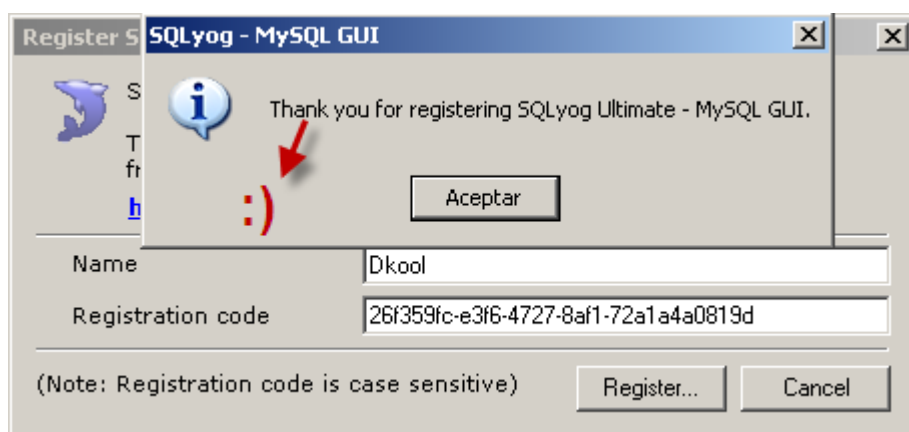 Register S
SQLyog - MySQL GUI
S
Thank you for registering SQLyog Ultimate - MySQL GUI.
T
fr
h
:)
Aceptar
Name Dkool
Registration code 26f359fc-e3f6-4727-8af1-72a1a4a0819d
(Note: Registration code is case sensitive) Register... Cancel